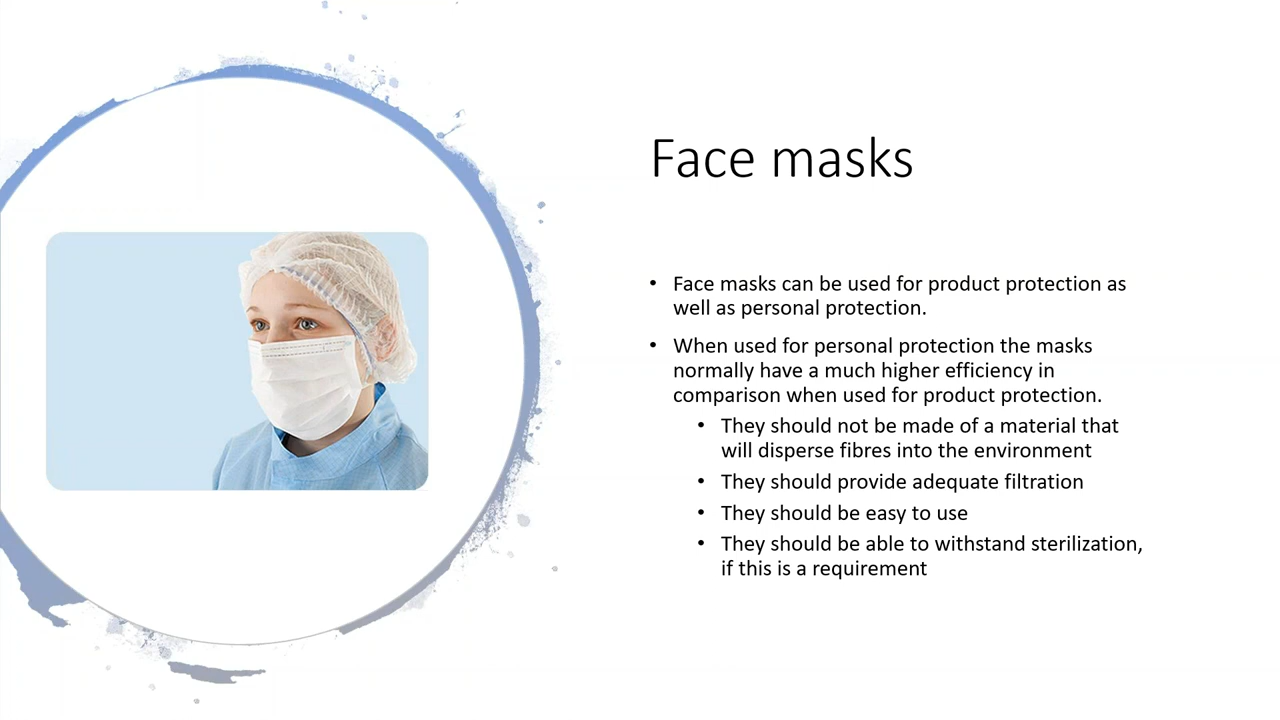 Face masks
• Face masks can be used for product protection as
well as personal protection.
• When used for personal protection the masks
normally have a much higher efficiency in
comparison when used for product protection.
• They should not be made of a material that
will disperse fibres into the environment
• They should provide adequate filtration
• They should be easy to use
• They should be able to withstand sterilization,
if this is a requirement